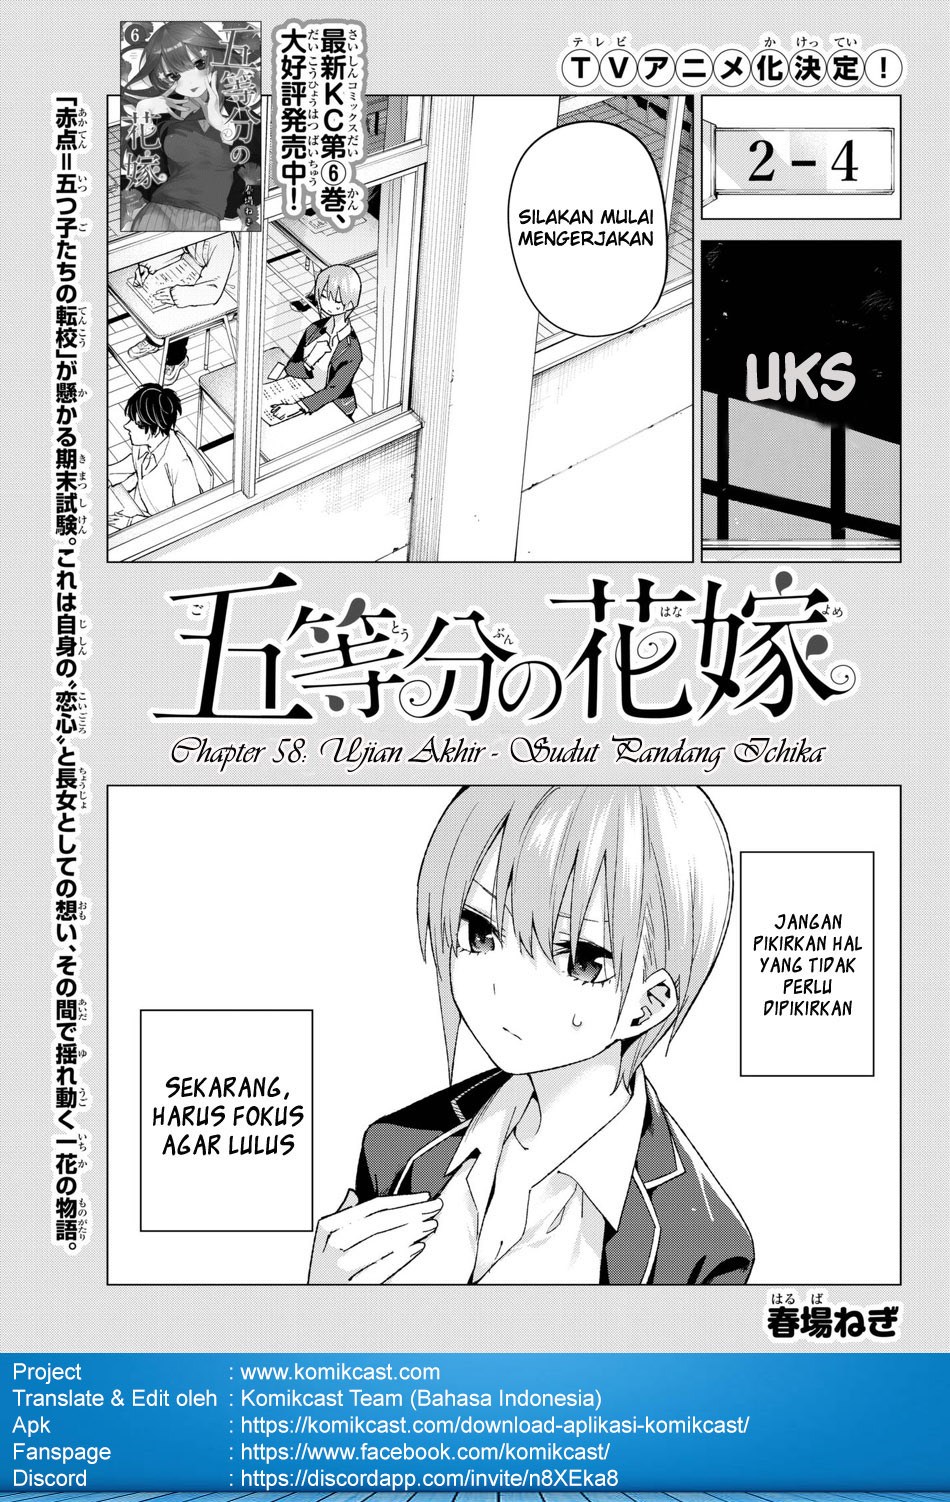 TVアニメ化決定！
最新KC第⑥巻、
大好評発売中！
6
五等分の
花嫁
春場ねぎ
2-4
SILAKAN MULAI
MENGERJAKAN
UKS
「赤点＝五つ子たちの転校」が懸かる期末試験。これは自身の〝恋心〟と長女としての想い、その間で揺れ動く一花の物語。
五等分の花嫁
Chapter 58: Ujian Akhir - Sudut Pandang Ichika
JANGAN
PIKIRKAN HAL
YANG TIDAK
PERLU
DIPIKIRKAN
SEKARANG,
HARUS FOKUS
AGAR LULUS
春場ねぎ
Project : www.komikcast.com
Translate & Edit oleh : Komikcast Team (Bahasa Indonesia)
Apk : https://komikcast.com/download-aplikasi-komikcast/
Fanspage : https://www.facebook.com/komikcast/
Discord : https://discordapp.com/invite/n8XEka8